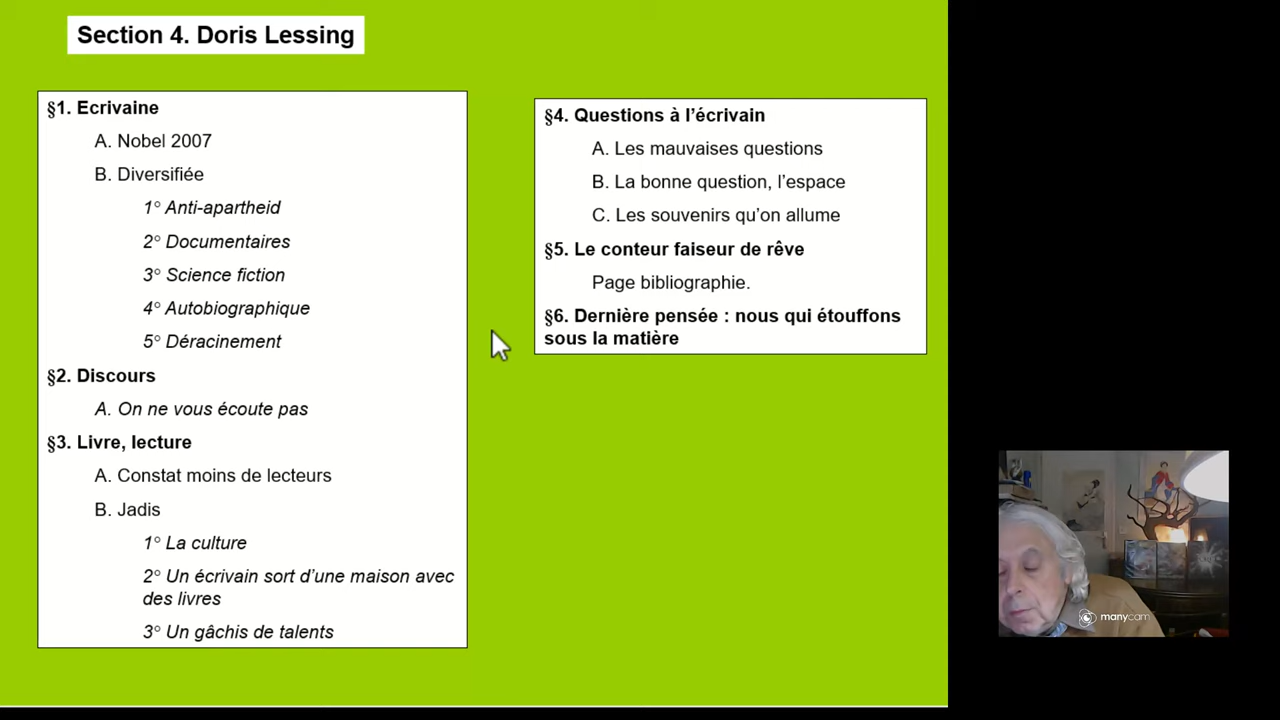 Section 4. Doris Lessing
§1. Ecrivaine
A. Nobel 2007
B. Diversifiée
1° Anti-apartheid
2° Documentaires
3° Science fiction
4° Autobiographique
5° Déracinement
§2. Discours
A. On ne vous écoute pas
§3. Livre, lecture
A. Constat moins de lecteurs
B. Jadis
1° La culture
2° Un écrivain sort d’une maison avec
des livres
3° Un gâchis de talents
§4. Questions à l’écrivain
A. Les mauvaises questions
B. La bonne question, l’espace
C. Les souvenirs qu’on allume
§5. Le conteur faiseur de rêve
Page bibliographie.
§6. Dernière pensée : nous qui étouffons
sous la matière
manycam